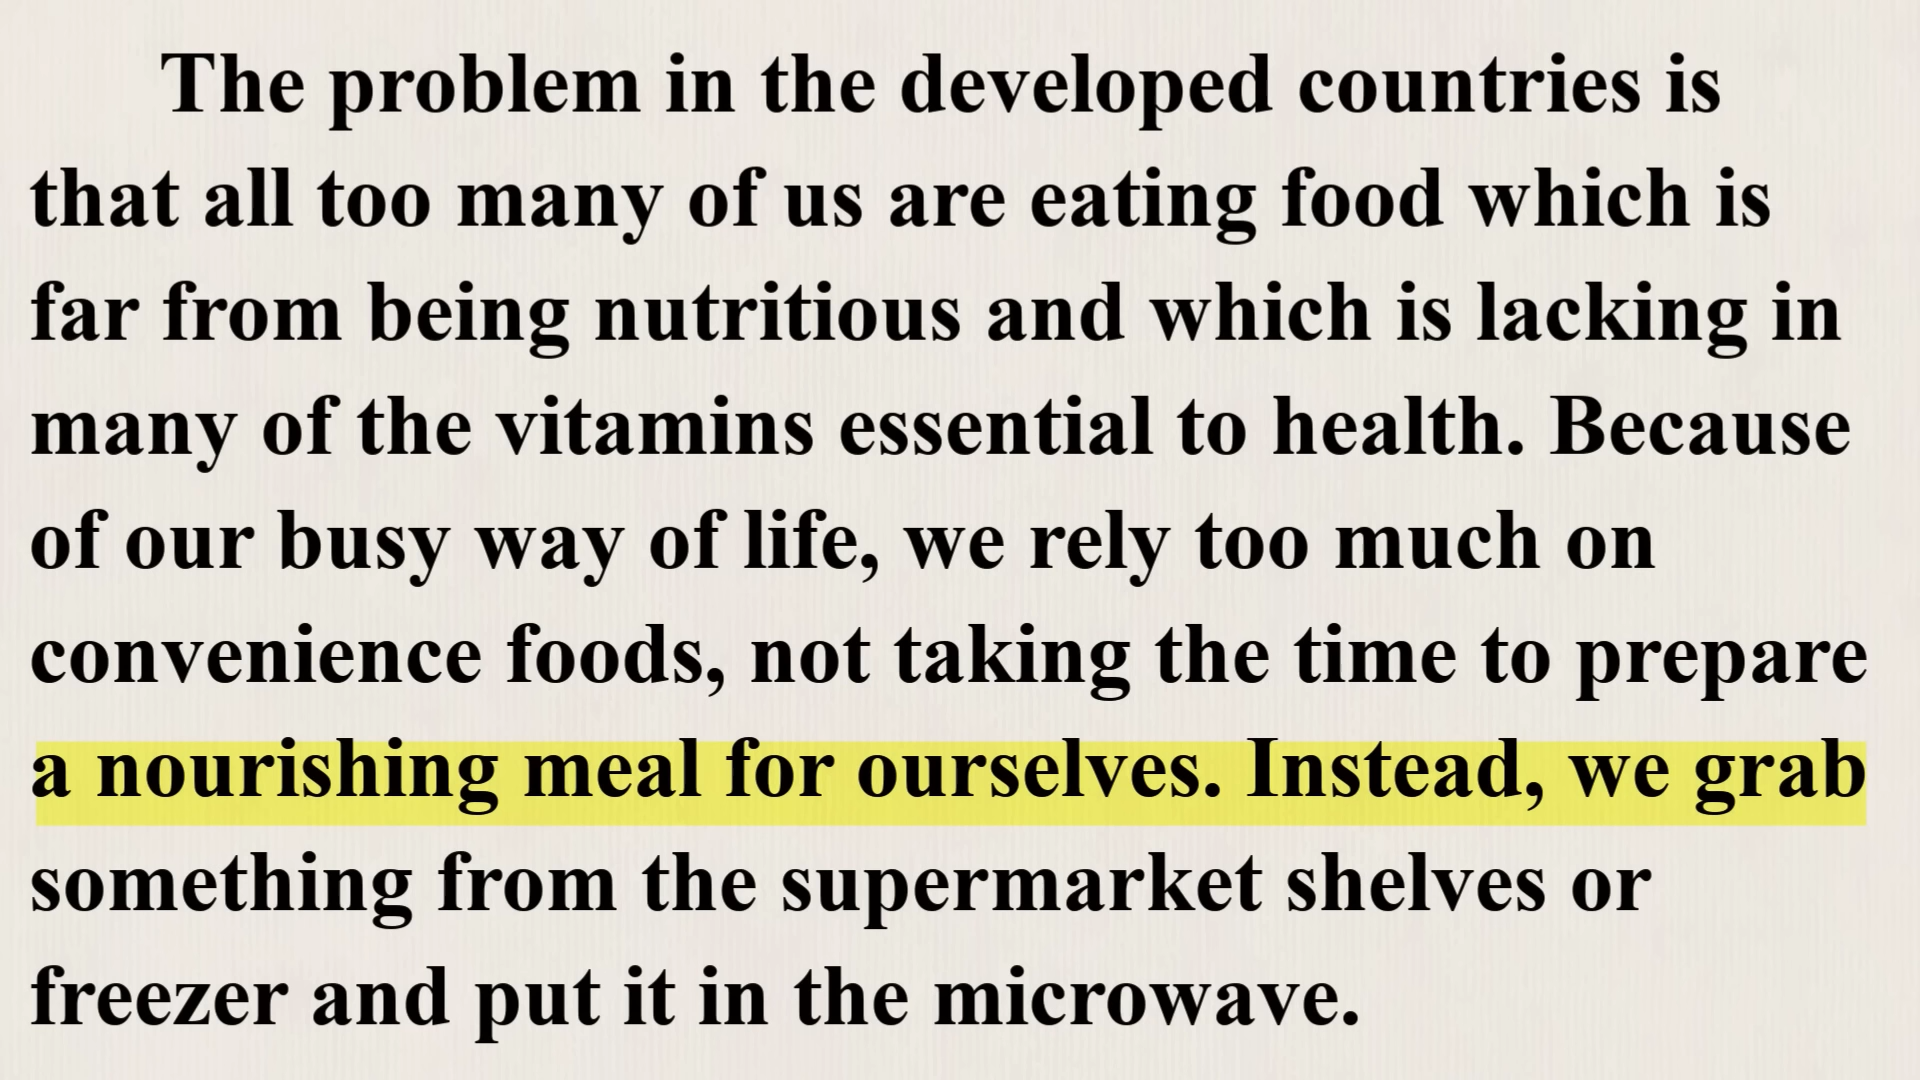 The problem in the developed countries is
that all too many of us are eating food which is
far from being nutritious and which is lacking in
many of the vitamins essential to health. Because
of our busy way of life, we rely too much on
convenience foods, not taking the time to prepare
a nourishing meal for ourselves. Instead, we grab
something from the supermarket shelves or
freezer and put it in the microwave.